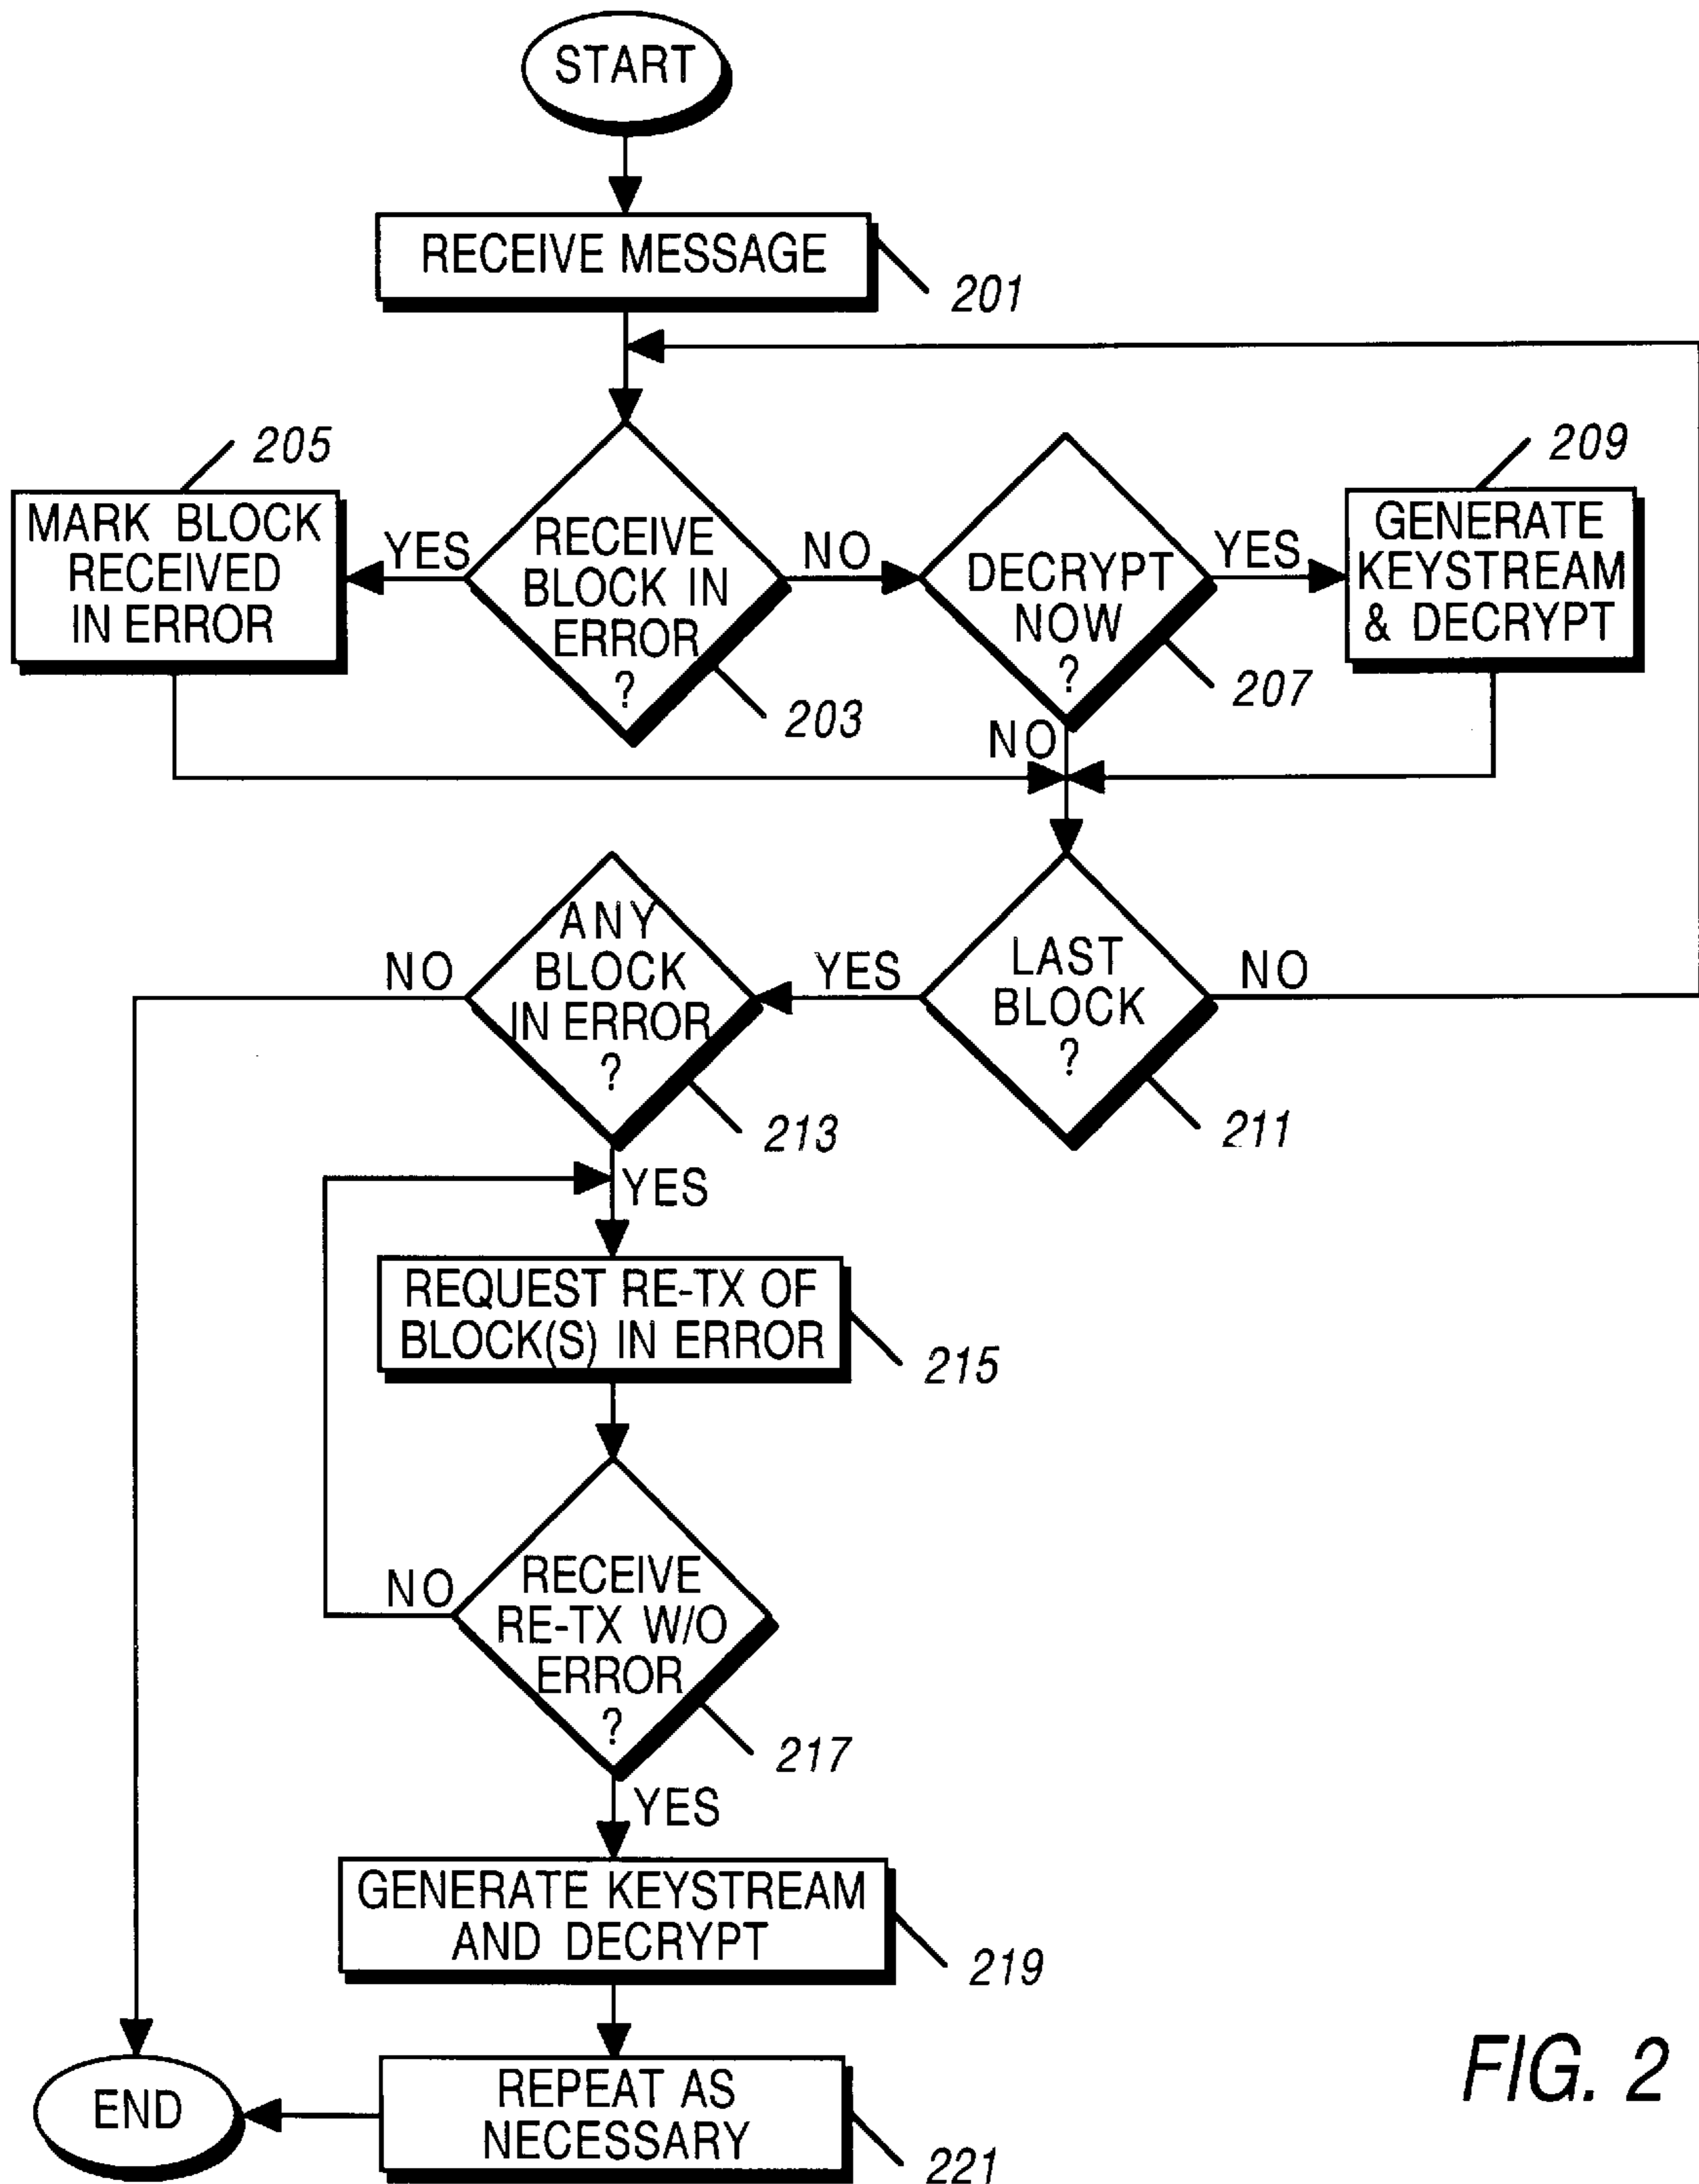 START
RECEIVE MESSAGE
201
205
209
MARK BLOCK
RECEIVED
IN ERROR
YES
RECEIVE
BLOCK IN
ERROR
?
203
NO
DECRYPT
NOW
?
207
YES
GENERATE
KEYSTREAM
& DECRYPT
NO
NO
ANY
BLOCK
IN ERROR
?
213
YES
LAST
BLOCK
?
211
NO
YES
REQUEST RE-TX OF
BLOCK(S) IN ERROR
215
NO
RECEIVE
RE-TX W/O
ERROR
?
217
YES
GENERATE KEYSTREAM
AND DECRYPT
219
END
REPEAT AS
NECESSARY
221
FIG. 2